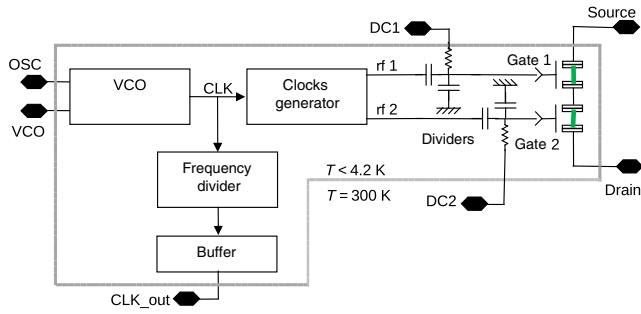 Source
DC1
OSC
VCO
VCO
CLK
Clocks
generator
rf 1
rf 2
Gate 1
Gate 2
Dividers
Frequency
divider
T < 4.2 K
T = 300 K
DC2
Drain
Buffer
CLK_out